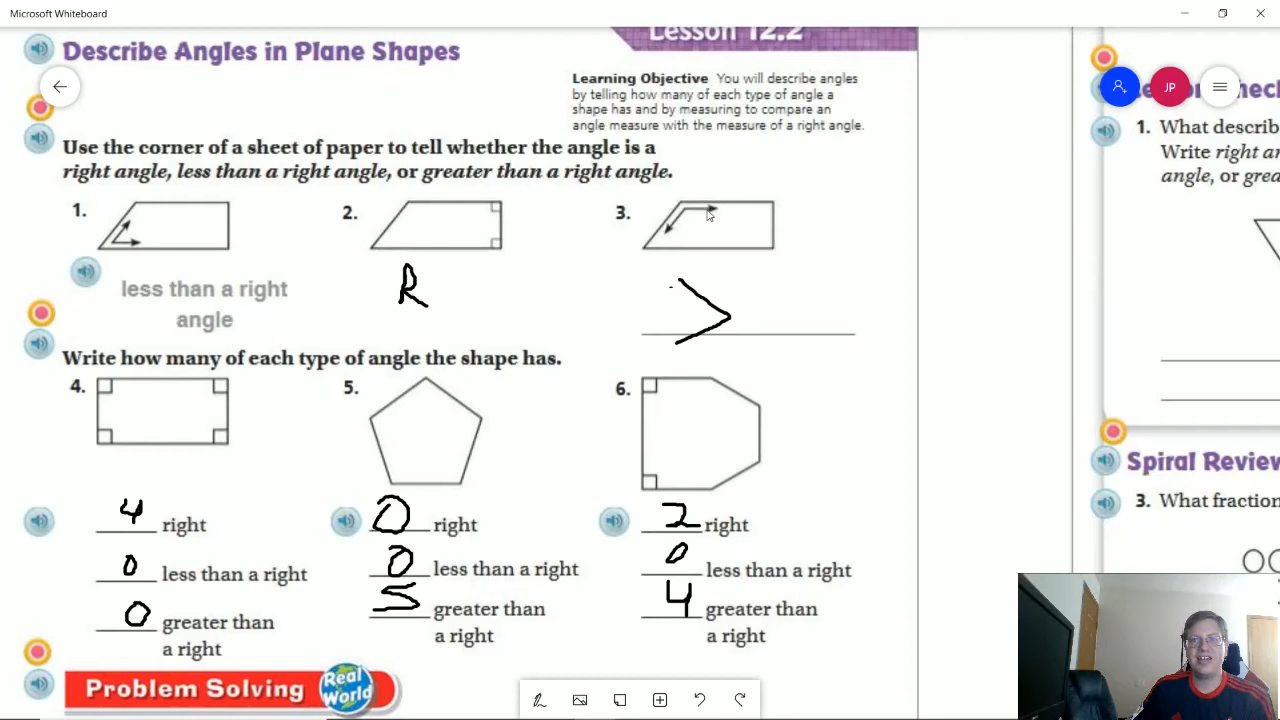 Microsoft Whiteboard
Lesson 12.2
Describe Angles in Plane Shapes
Learning Objective You will describe angles
by telling how many of each type of angle a
shape has and by measuring to compare an
angle measure with the measure of a right angle.
JP
Use the corner of a sheet of paper to tell whether the angle is a
right angle, less than a right angle, or greater than a right angle.
1.
2.
3.
less than a right
angle
R
>
Write how many of each type of angle the shape has.
4.
5.
6.
4 right
0 less than a right
0 greater than
a right
0 right
0 less than a right
5 greater than
a right
2 right
0 less than a right
4 greater than
a right
Problem Solving Real
World
1. What describ
Write right an
angle, or grea
Spiral Review
3. What fraction